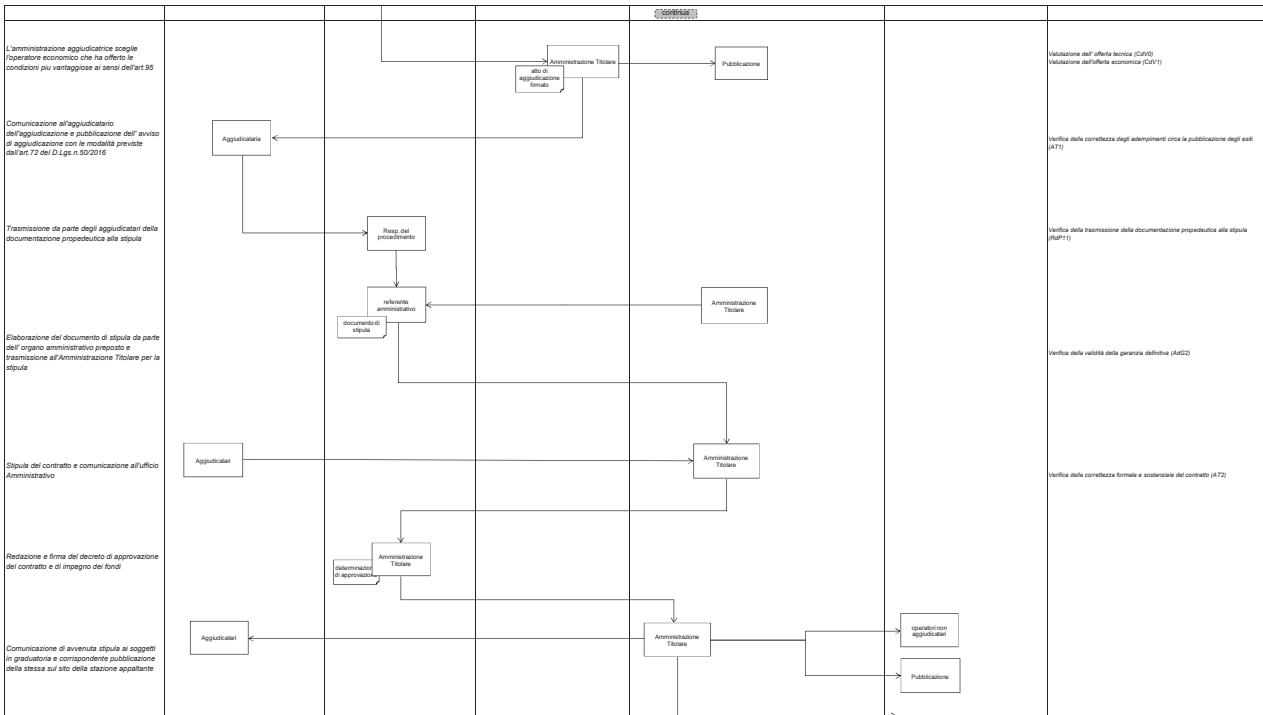 continua
L'amministrazione aggiudicatrice sceglie
l'operatore economico che ha offerto le
condizioni piu vantaggiose ai sensi dell'art.95
Amministrazione Titolare
atto di
aggiudicazione
firmato
Pubblicazione
Valutazione dell' offerta tecnica (CdV0)
Valutazione dell'offerta economica (CdV1)
Comunicazione all'aggiudicatario
dell'aggiudicazione e pubblicazione dell' avviso
di aggiudicazione con le modalità previste
dall'art.72 del D.Lgs.n.50/2016
Aggiudicataria
Verifica della correttezza degli adempimenti circa la pubblicazione degli esiti
(AT1)
Trasmissione da parte degli aggiudicatari della
documentazione propedeutica alla stipula
Resp. del
procedimento
Verifica della trasmissione della documentazione propedeutica alla stipula
(RdP11)
referente
amministrativo
documento di
stipula
Amministrazione
Titolare
Elaborazione del documento di stipula da parte
dell' organo amministrativo preposto e
trasmissione all'Amministrazione Titolare per la
stipula
Verifica della validità della garanzia definitiva (AdG2)
Stipula del contratto e comunicazione all'ufficio
Amministrativo
Aggiudicatari
Amministrazione
Titolare
Verifica della correttezza formale e sostanziale del contratto (AT2)
Redazione e firma del decreto di approvazione
del contratto e di impegno dei fondi
determinazion
di approvazion
Amministrazione
Titolare
Comunicazione di avvenuta stipula ai soggetti
in graduatoria e corrispondente pubblicazione
della stessa sul sito della stazione appaltante
Aggiudicatari
Amministrazione
Titolare
operatori non
aggiudicatari
Pubblicazione